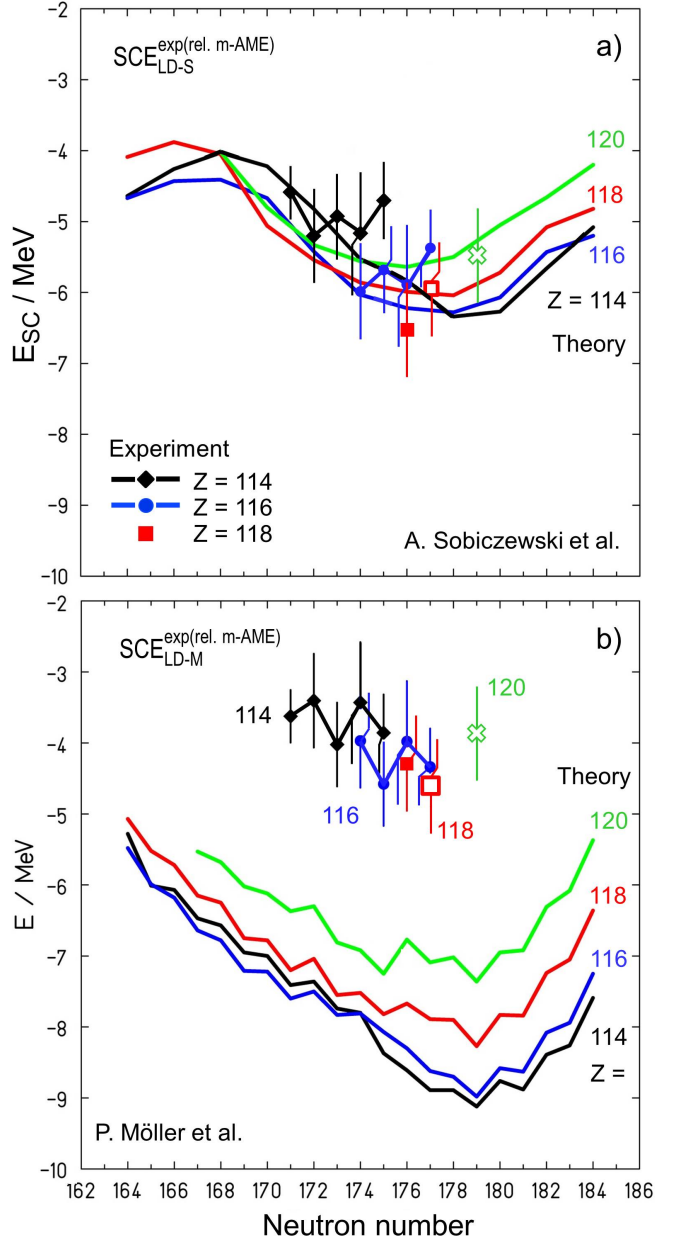 −2
SCE exp(rel. m-AME) LD-S
a)
−3
−4
120
−5
118
116
−6
Z = 114
−7
Theory
−8
−9
−10
ESC / MeV
Experiment
Z = 114
Z = 116
Z = 118
A. Sobiczewski et al.
−2
SCE exp(rel. m-AME) LD-M
b)
−3
120
114
−4
Theory
−5
116
118
120
−6
118
−7
116
−8
114
Z =
−9
−10
E / MeV
P. Möller et al.
162 164 166 168 170 172 174 176 178 180 182 184 186
Neutron number